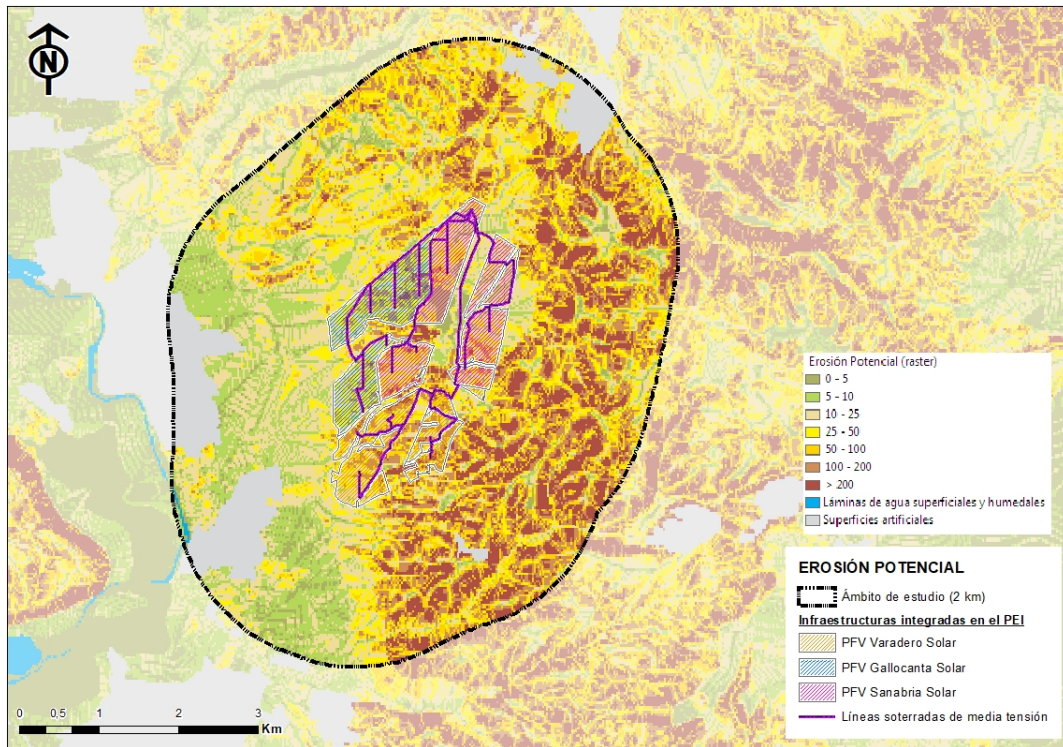 N
Erosión Potencial (raster)
0 - 5
5 - 10
10 - 25
25 - 50
50 - 100
100 - 200
> 200
Láminas de agua superficiales y humedales
Superficies artificiales
EROSIÓN POTENCIAL
Ámbito de estudio (2 km)
Infraestructuras integradas en el PEI
PFV Varadero Solar
PFV Gallocanta Solar
PFV Sanabria Solar
Líneas soterradas de media tensión
0 0,5 1 2 3
Km